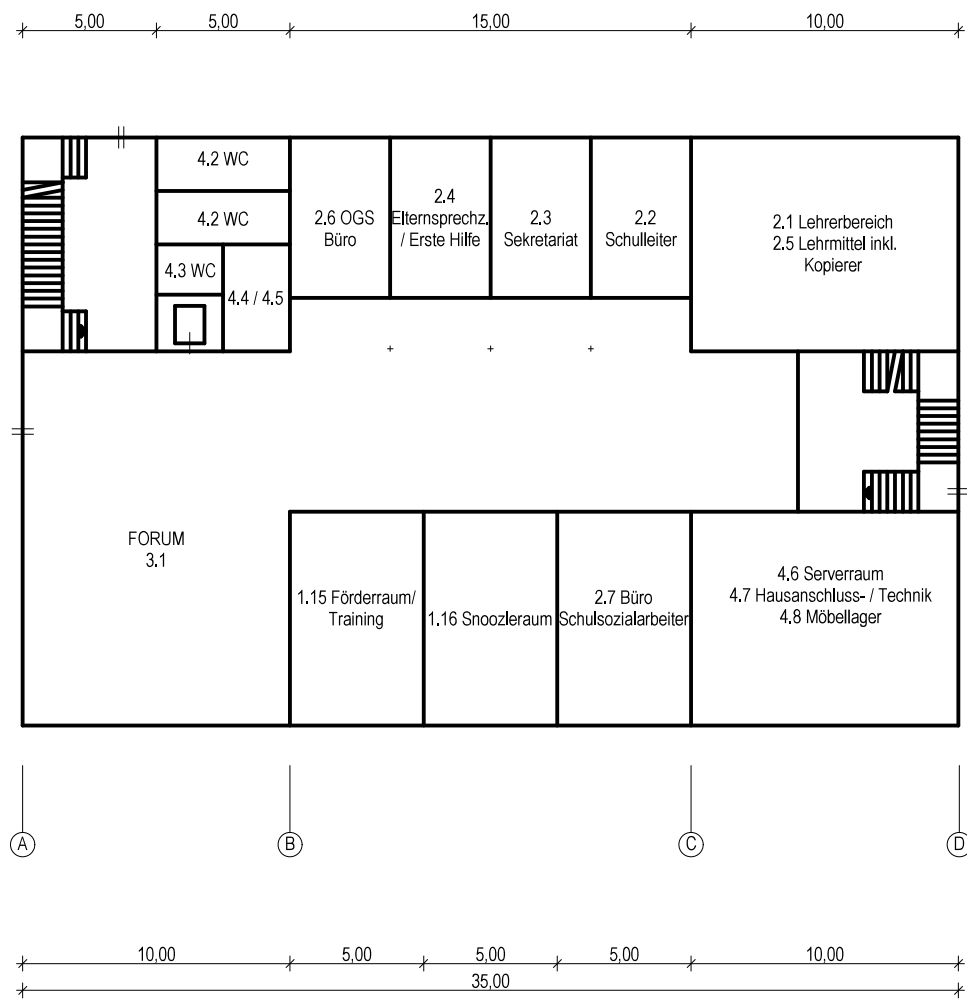 5,00
5,00
15,00
10,00
4.2 WC
4.2 WC
4.3 WC
4.4 / 4.5
2.6 OGS
Büro
2.4
Elternsprechz.
/ Erste Hilfe
2.3
Sekretariat
2.2
Schulleiter
2.1 Lehrerbereich
2.5 Lehrmittel inkl.
Kopierer
FORUM
3.1
1.15 Förderraum/
Training
1.16 Snoozleraum
2.7 Büro
Schulsozialarbeiter
4.6 Serverraum
4.7 Hausanschluss- / Technik
4.8 Möbellager
A
B
C
D
10,00
5,00
5,00
5,00
10,00
35,00